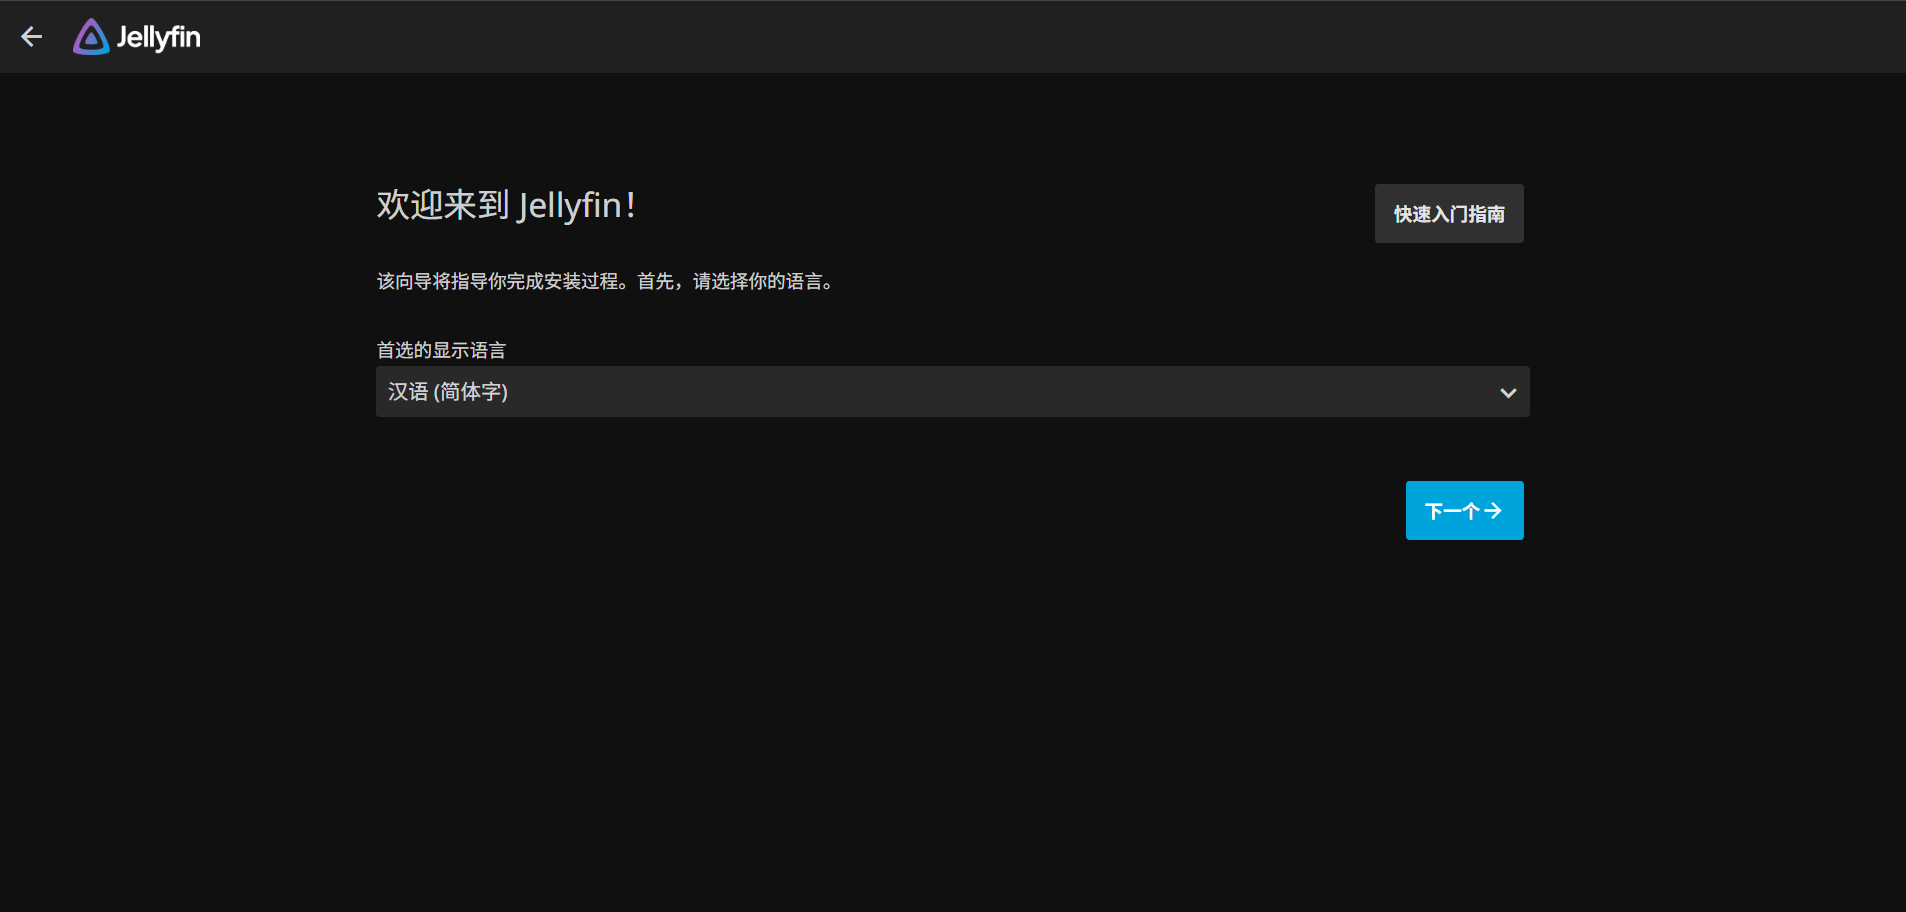 Jellyfin
欢迎来到 Jellyfin！
快速入门指南
该向导将指导你完成安装过程。首先，请选择你的语言。
首选的显示语言
汉语 (简体字)
下一个